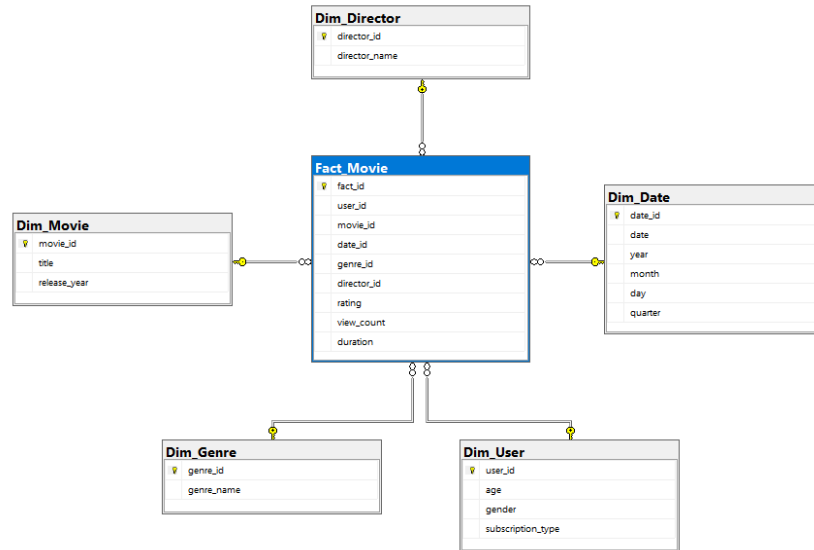 Dim_Director
director_id
director_name
Fact_Movie
fact_id
user_id
movie_id
date_id
genre_id
director_id
rating
view_count
duration
Dim_Movie
movie_id
title
release_year
Dim_Date
date_id
date
year
month
day
quarter
Dim_Genre
genre_id
genre_name
Dim_User
user_id
age
gender
subscription_type